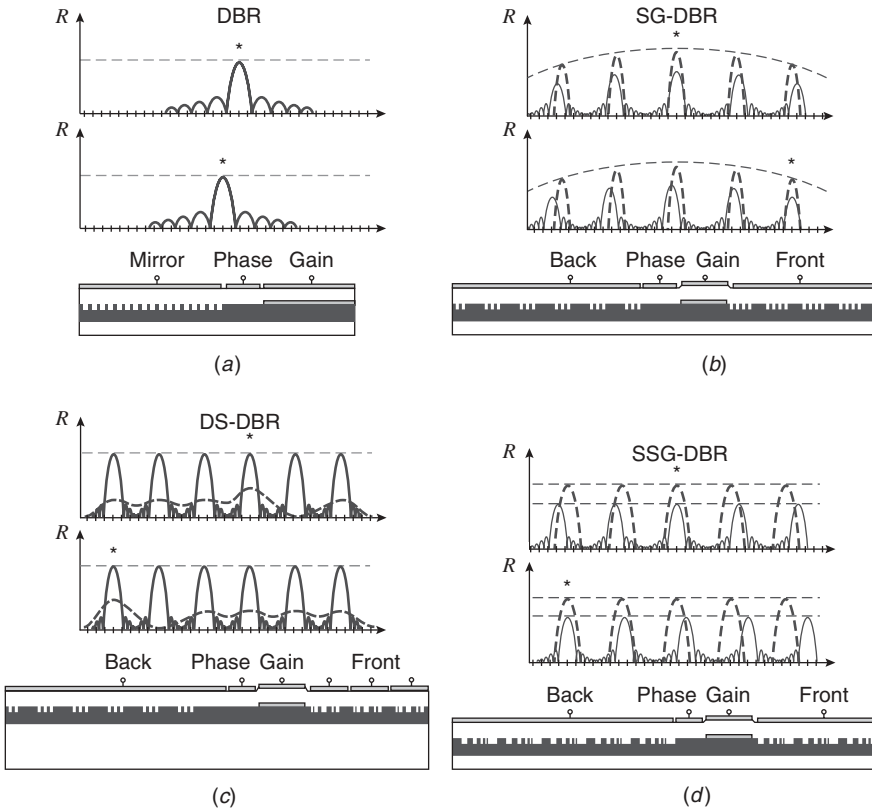 DBR
R
*
R
*
Mirror Phase Gain
(a)
SG-DBR
R
*
R
*
Back Phase Gain Front
(b)
DS-DBR
R
*
R
*
Back Phase Gain Front
(c)
SSG-DBR
R
*
R
*
Back Phase Gain Front
(d)